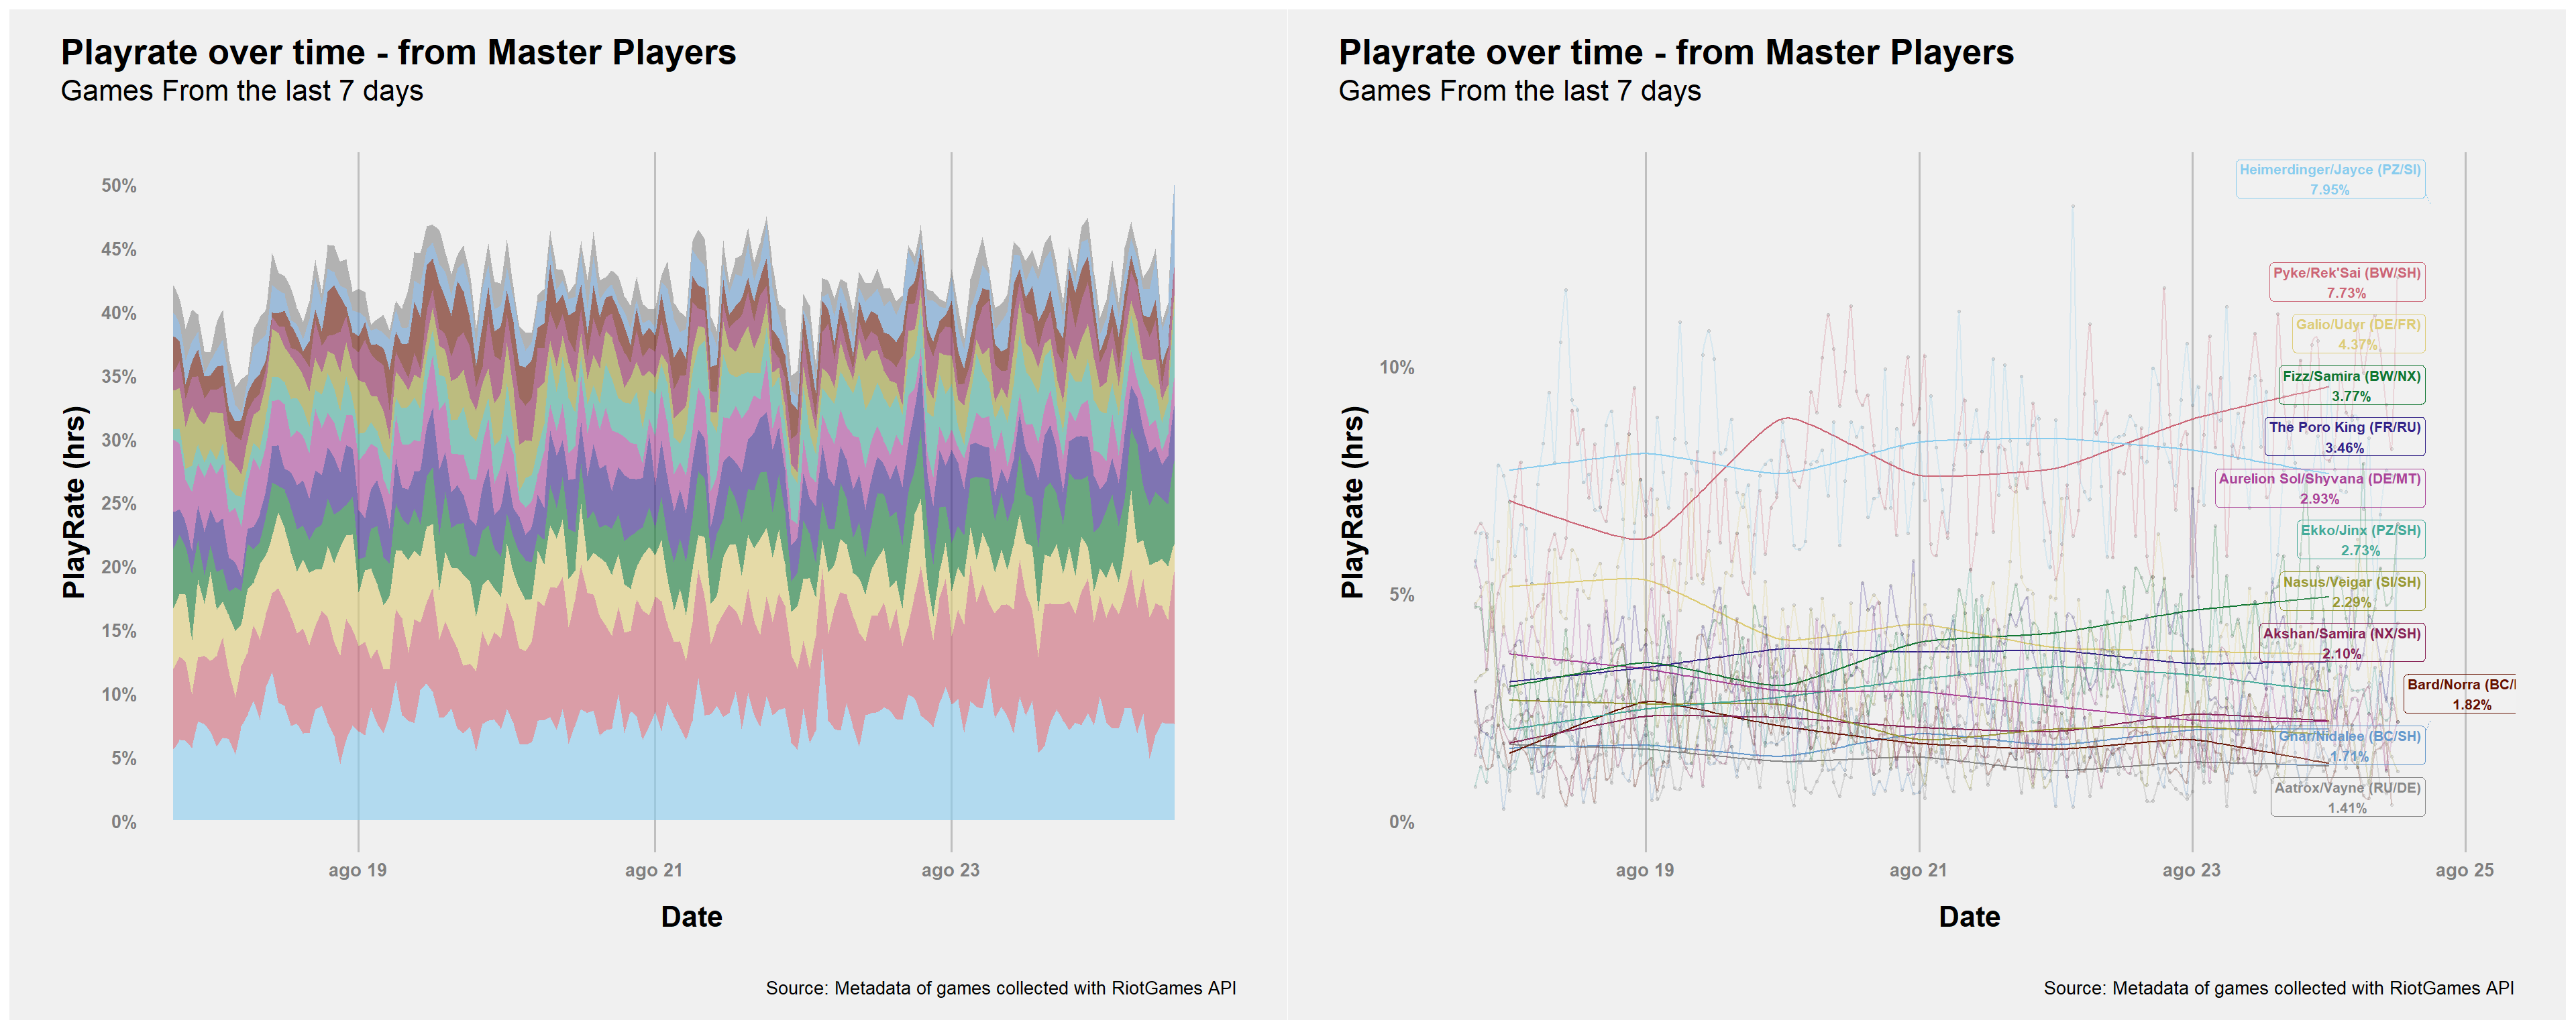 Playrate over time - from Master Players
Games From the last 7 days
PlayRate (hrs)
50%
45%
40%
35%
30%
25%
20%
15%
10%
5%
0%
ago 19
ago 21
ago 23
Date
Source: Metadata of games collected with RiotGames API
Playrate over time - from Master Players
Games From the last 7 days
PlayRate (hrs)
10%
5%
0%
Heimerdinger/Jayce (PZ/SI)
7.95%
Pyke/Rek'Sai (BW/SH)
7.73%
Galio/Udyr (DE/FR)
4.37%
Fizz/Samira (BW/NX)
3.77%
The Poro King (FR/RU)
3.46%
Aurelion Sol/Shyvana (DE/MT)
2.93%
Ekko/Jinx (PZ/SH)
2.73%
Nasus/Veigar (SI/SH)
2.29%
Akshan/Samira (NX/SH)
2.10%
Bard/Norra (BC/
1.82%
Gnar/Nidalee (BC/SH)
1.71%
Aatrox/Vayne (RU/DE)
1.41%
ago 19
ago 21
ago 23
ago 25
Date
Source: Metadata of games collected with RiotGames API